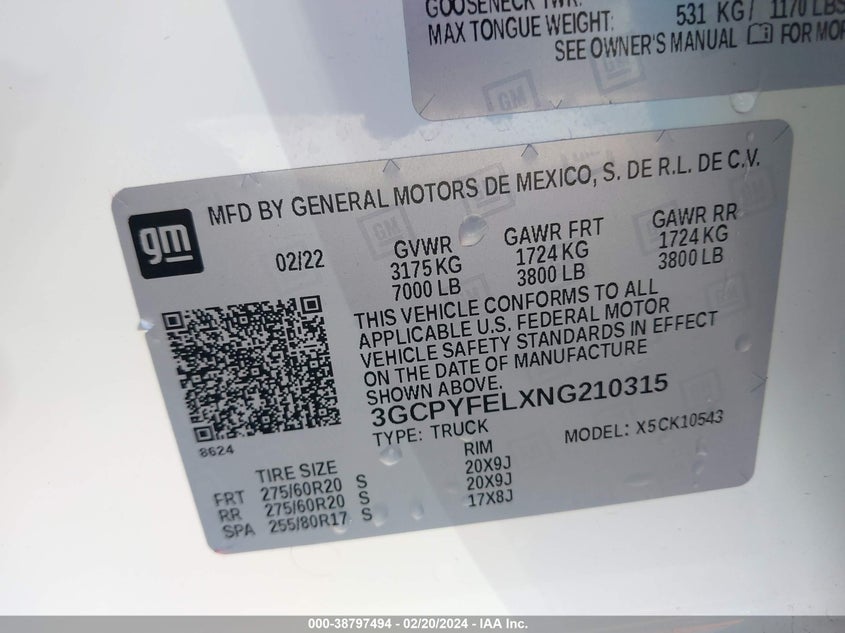 GOOSENECK TWR:
MAX TONGUE WEIGHT: 531 KG/ 1170 LBS
SEE OWNER'S MANUAL FOR MOR
GM
gm
MFD BY GENERAL MOTORS DE MEXICO, S. DE R.L. DE C.V.
02/22 GVWR GAWR FRT GAWR RR
3175 KG 1724 KG 1724 KG
7000 LB 3800 LB 3800 LB
THIS VEHICLE CONFORMS TO ALL
APPLICABLE U.S. FEDERAL MOTOR
VEHICLE SAFETY STANDARDS IN EFFECT
ON THE DATE OF MANUFACTURE
SHOWN ABOVE.
3GCPYFELXNG210315
TYPE: TRUCK MODEL: X5CK10543
8624
TIRE SIZE RIM
FRT 275/60R20 S 20X9J
RR 275/60R20 S 20X9J
SPA 255/80R17 S 17X8J
000-38797494 — 02/20/2024 — IAA Inc.